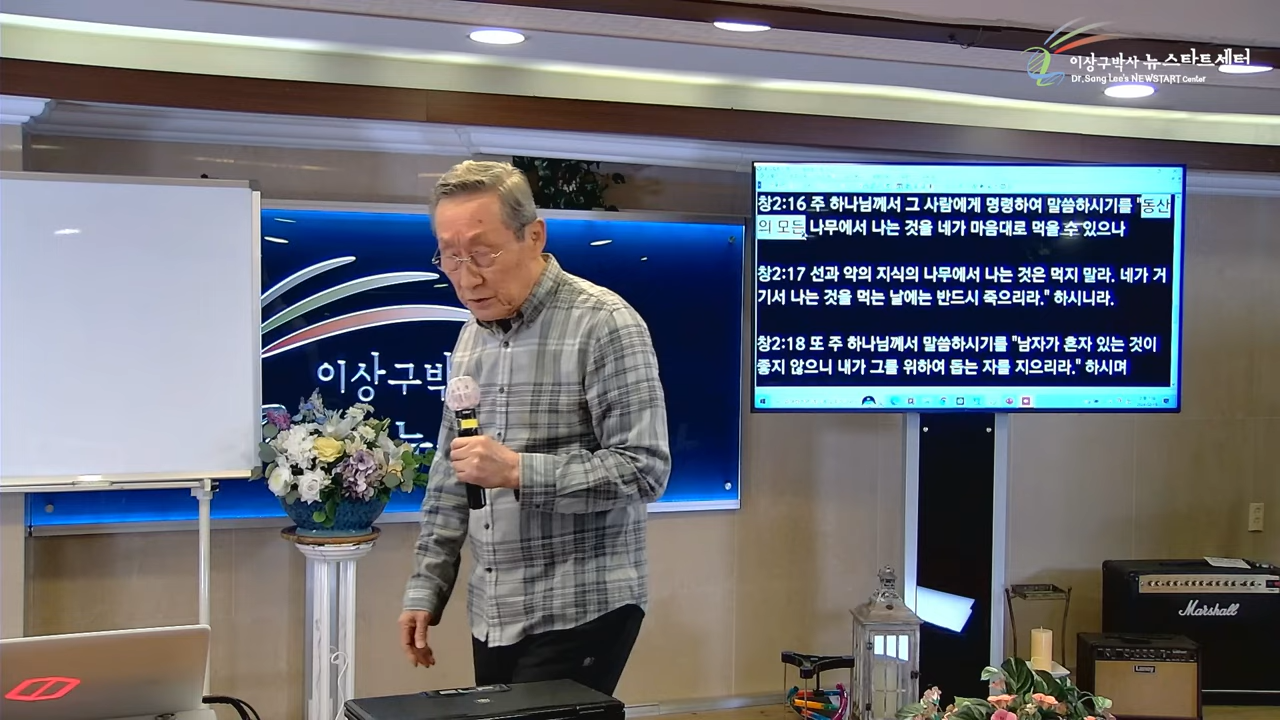 이상구박사 뉴스타트센터
Dr. Sang Lee's NEWSTART Center
창2:16 주 하나님께서 그 사람에게 명령하여 말씀하시기를 "동산
의 모든 나무에서 나는 것을 네가 마음대로 먹을 수 있으나
창2:17 선과 악의 지식의 나무에서 나는 것은 먹지 말라. 네가 거
기서 나는 것을 먹는 날에는 반드시 죽으리라." 하시니라.
창2:18 또 주 하나님께서 말씀하시기를 "남자가 혼자 있는 것이
좋지 않으니 내가 그를 위하여 돕는 자를 지으리라." 하시며
이상구박
뉴
Marshall
Laney